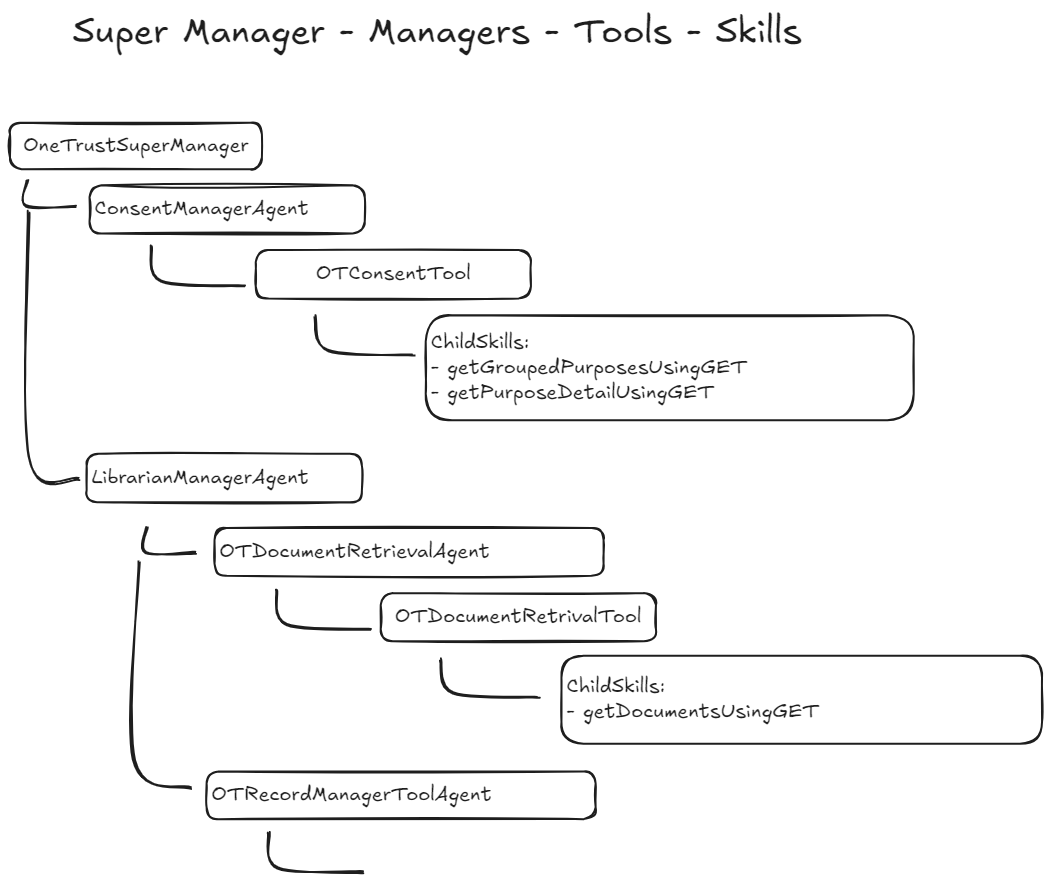 Super Manager - Managers - Tools - Skills
OneTrustSuperManager
ConsentManagerAgent
OTConsentTool
ChildSkills:
- getGroupedPurposesUsingGET
- getPurposeDetailUsingGET
LibrarianManagerAgent
OTDocumentRetrievalAgent
OTDocumentRetrivalTool
ChildSkills:
- getDocumentsUsingGET
OTRecordManagerToolAgent